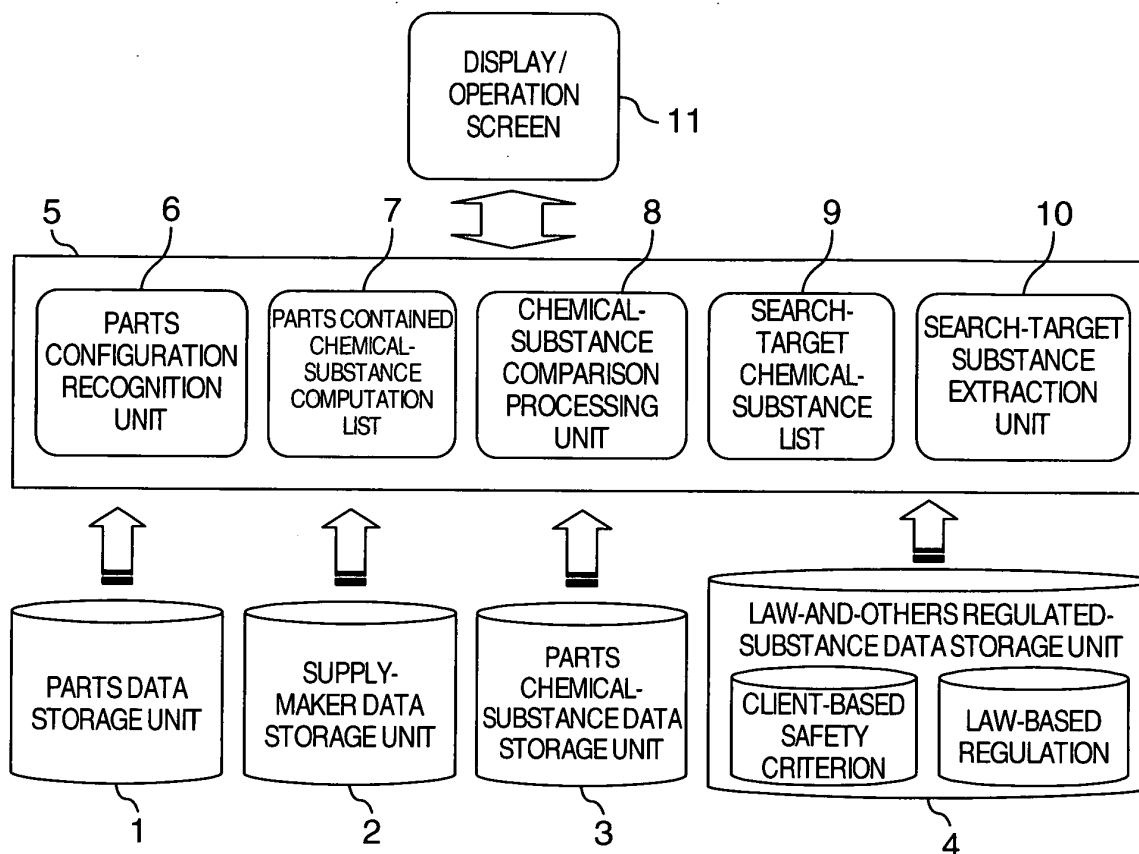 DISPLAY /
OPERATION
SCREEN
11
5
6
7
8
9
10
PARTS
CONFIGURATION
RECOGNITION
UNIT
PARTS CONTAINED
CHEMICAL-
SUBSTANCE
COMPUTATION
LIST
CHEMICAL-
SUBSTANCE
COMPARISON
PROCESSING
UNIT
SEARCH-
TARGET
CHEMICAL-
SUBSTANCE
LIST
SEARCH-TARGET
SUBSTANCE
EXTRACTION
UNIT
PARTS DATA
STORAGE UNIT
SUPPLY-
MAKER DATA
STORAGE UNIT
PARTS
CHEMICAL-
SUBSTANCE DATA
STORAGE UNIT
LAW-AND-OTHERS REGULATED-
SUBSTANCE DATA STORAGE UNIT
CLIENT-BASED
SAFETY
CRITERION
LAW-BASED
REGULATION
1
2
3
4